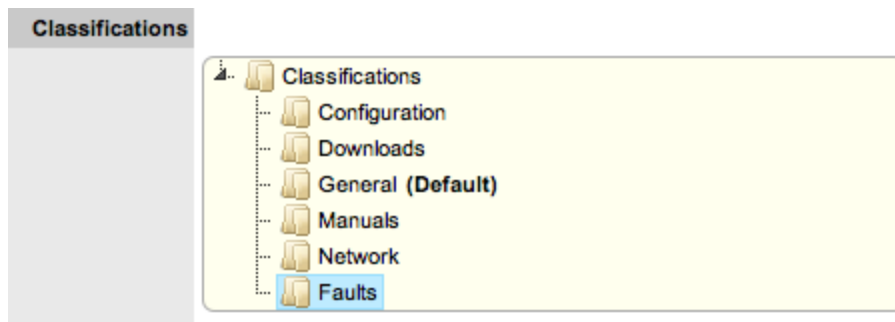 Classifications
Classifications
Configuration
Downloads
General (Default)
Manuals
Network
Faults